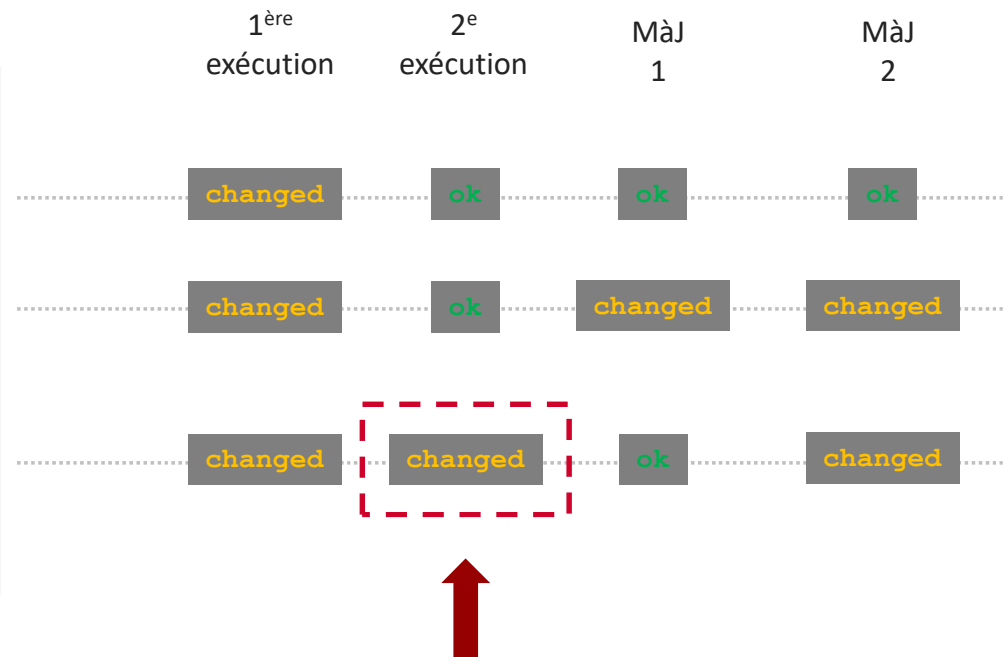 1ère exécution
2e exécution
MàJ 1
MàJ 2
changed ok ok ok
changed ok changed changed
changed changed ok changed